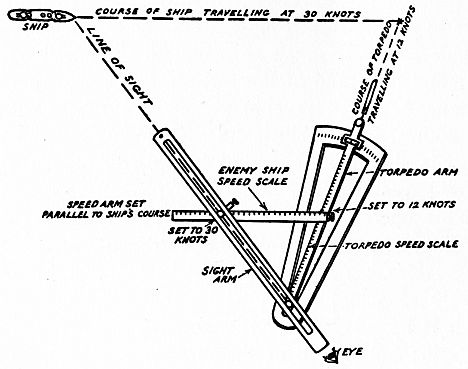 COURSE OF SHIP TRAVELLING AT 30 KNOTS
SHIP
LINE OF SIGHT
COURSE OF TORPEDO
TRAVELLING AT 12 KNOTS
ENEMY SHIP
SPEED SCALE
TORPEDO ARM
SPEED ARM SET
PARALLEL TO SHIP'S COURSE
SET TO 12 KNOTS
SET TO 30
KNOTS
TORPEDO SPEED SCALE
SIGHT
ARM
EYE